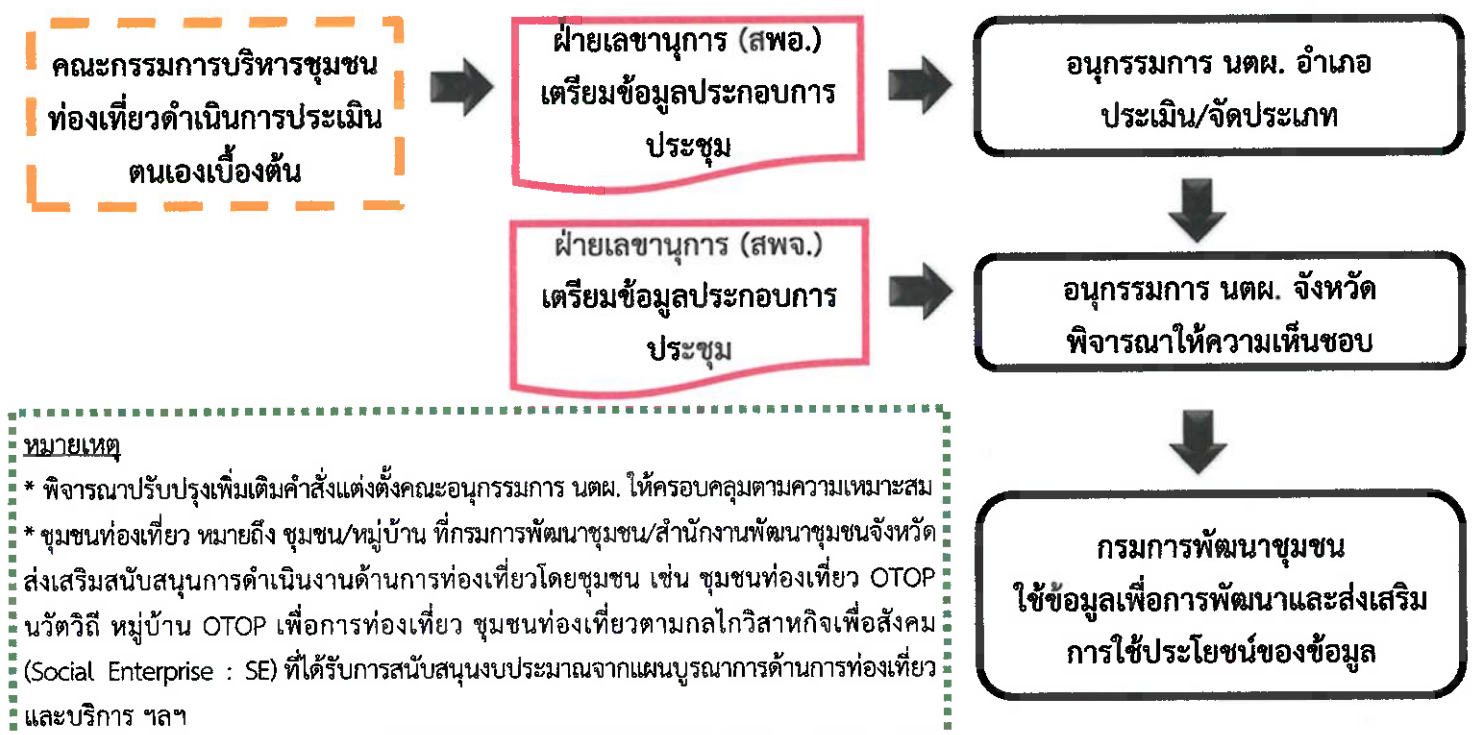 คณะกรรมการบริหารชุมชน
ท่องเที่ยวดำเนินการประเมิน
ตนเองเบื้องต้น
ฝ่ายเลขานุการ (สพอ.)
เตรียมข้อมูลประกอบการ
ประชุม
อนุกรรมการ นตผ. อำเภอ
ประเมิน/จัดประเภท
ฝ่ายเลขานุการ (สพจ.)
เตรียมข้อมูลประกอบการ
ประชุม
อนุกรรมการ นตผ. จังหวัด
พิจารณาให้ความเห็นชอบ
หมายเหตุ
* พิจารณาปรับปรุงเพิ่มเติมคำสั่งแต่งตั้งคณะอนุกรรมการ นตผ. ให้ครอบคลุมตามความเหมาะสม
* ชุมชนท่องเที่ยว หมายถึง ชุมชน/หมู่บ้าน ที่กรมการพัฒนาชุมชน/สำนักงานพัฒนาชุมชนจังหวัด
ส่งเสริมสนับสนุนการดำเนินงานด้านการท่องเที่ยวโดยชุมชน เช่น ชุมชนท่องเที่ยว OTOP
นวัตวิถี หมู่บ้าน OTOP เพื่อการท่องเที่ยว ชุมชนท่องเที่ยวตามกลไกวิสาหกิจเพื่อสังคม
(Social Enterprise : SE) ที่ได้รับการสนับสนุนงบประมาณจากแผนบูรณาการด้านการท่องเที่ยว
และบริการ ฯลฯ
กรมการพัฒนาชุมชน
ใช้ข้อมูลเพื่อการพัฒนาและส่งเสริม
การใช้ประโยชน์ของข้อมูล